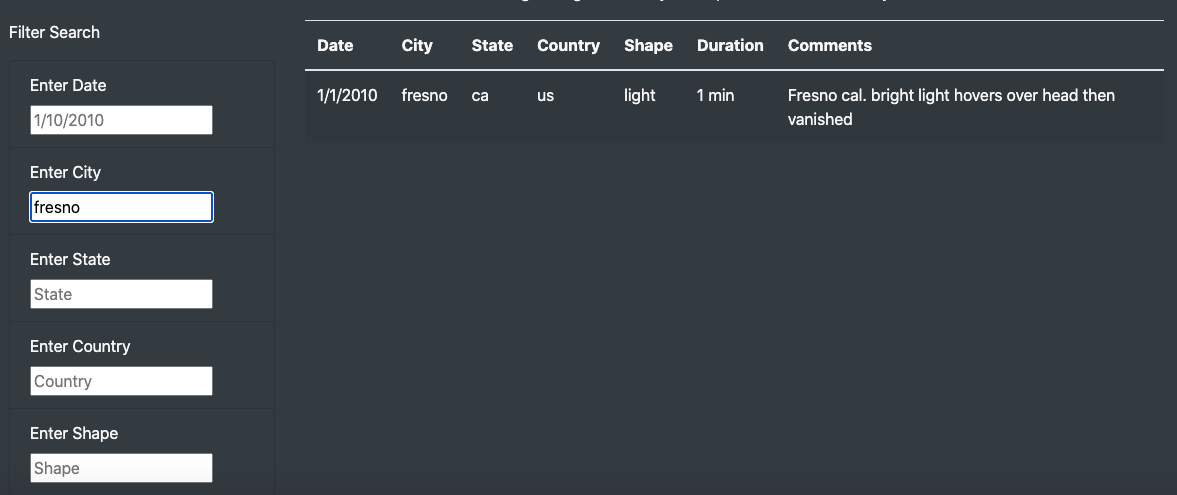 Filter Search
Enter Date
1/10/2010
Enter City
fresno
Enter State
State
Enter Country
Country
Enter Shape
Shape
Date City State Country Shape Duration Comments
1/1/2010 fresno ca us light 1 min Fresno cal. bright light hovers over head then
vanished